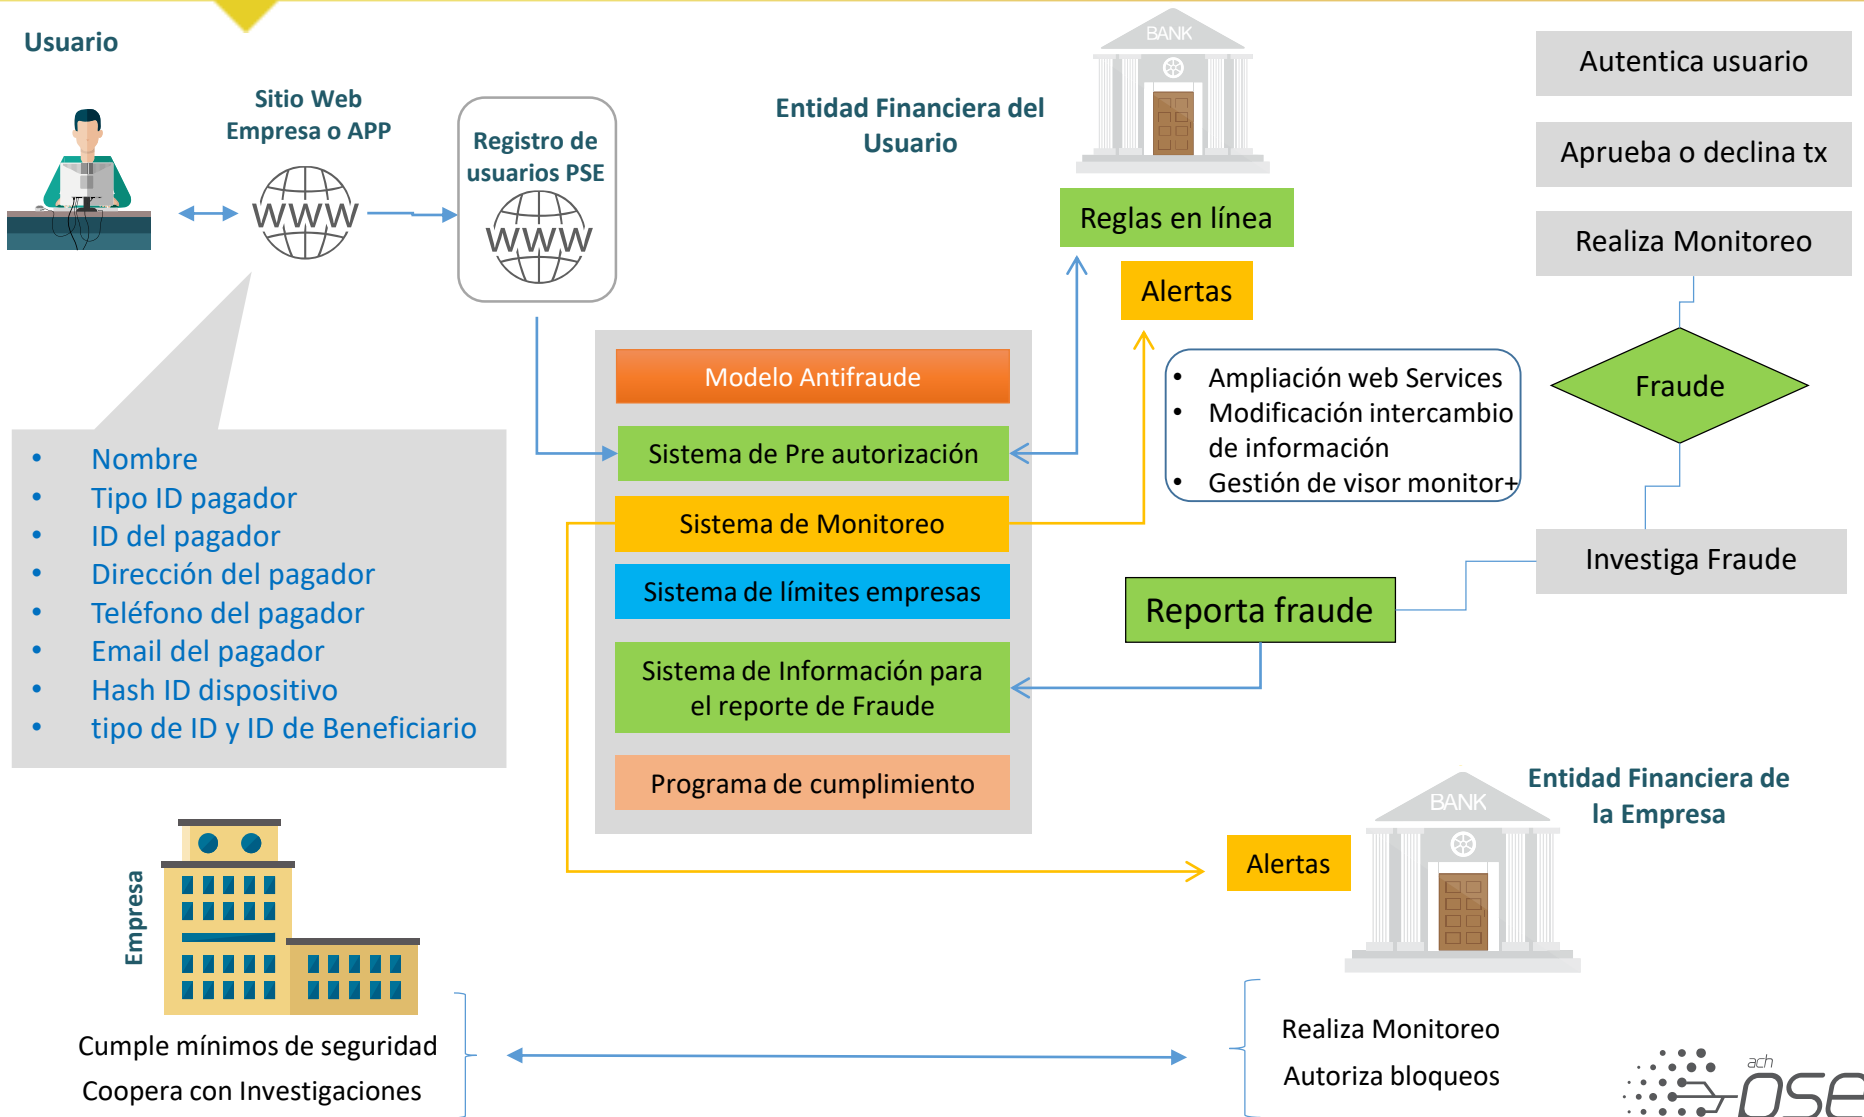 Usuario
Sitio Web
Empresa o APP
WWW
Registro de
usuarios PSE
WWW
Entidad Financiera del
Usuario
BANK
Reglas en línea
Alertas
Autentica usuario
Aprueba o declina tx
Realiza Monitoreo
Fraude
Investiga Fraude
Reporta fraude
• Ampliación web Services
• Modificación intercambio
de información
• Gestión de visor monitor+
Modelo Antifraude
Sistema de Pre autorización
Sistema de Monitoreo
Sistema de límites empresas
Sistema de Información para
el reporte de Fraude
Programa de cumplimiento
• Nombre
• Tipo ID pagador
• ID del pagador
• Dirección del pagador
• Teléfono del pagador
• Email del pagador
• Hash ID dispositivo
• tipo de ID y ID de Beneficiario
Empresa
Cumple mínimos de seguridad
Coopera con Investigaciones
Alertas
BANK
Entidad Financiera de
la Empresa
Realiza Monitoreo
Autoriza bloqueos
ach
pse